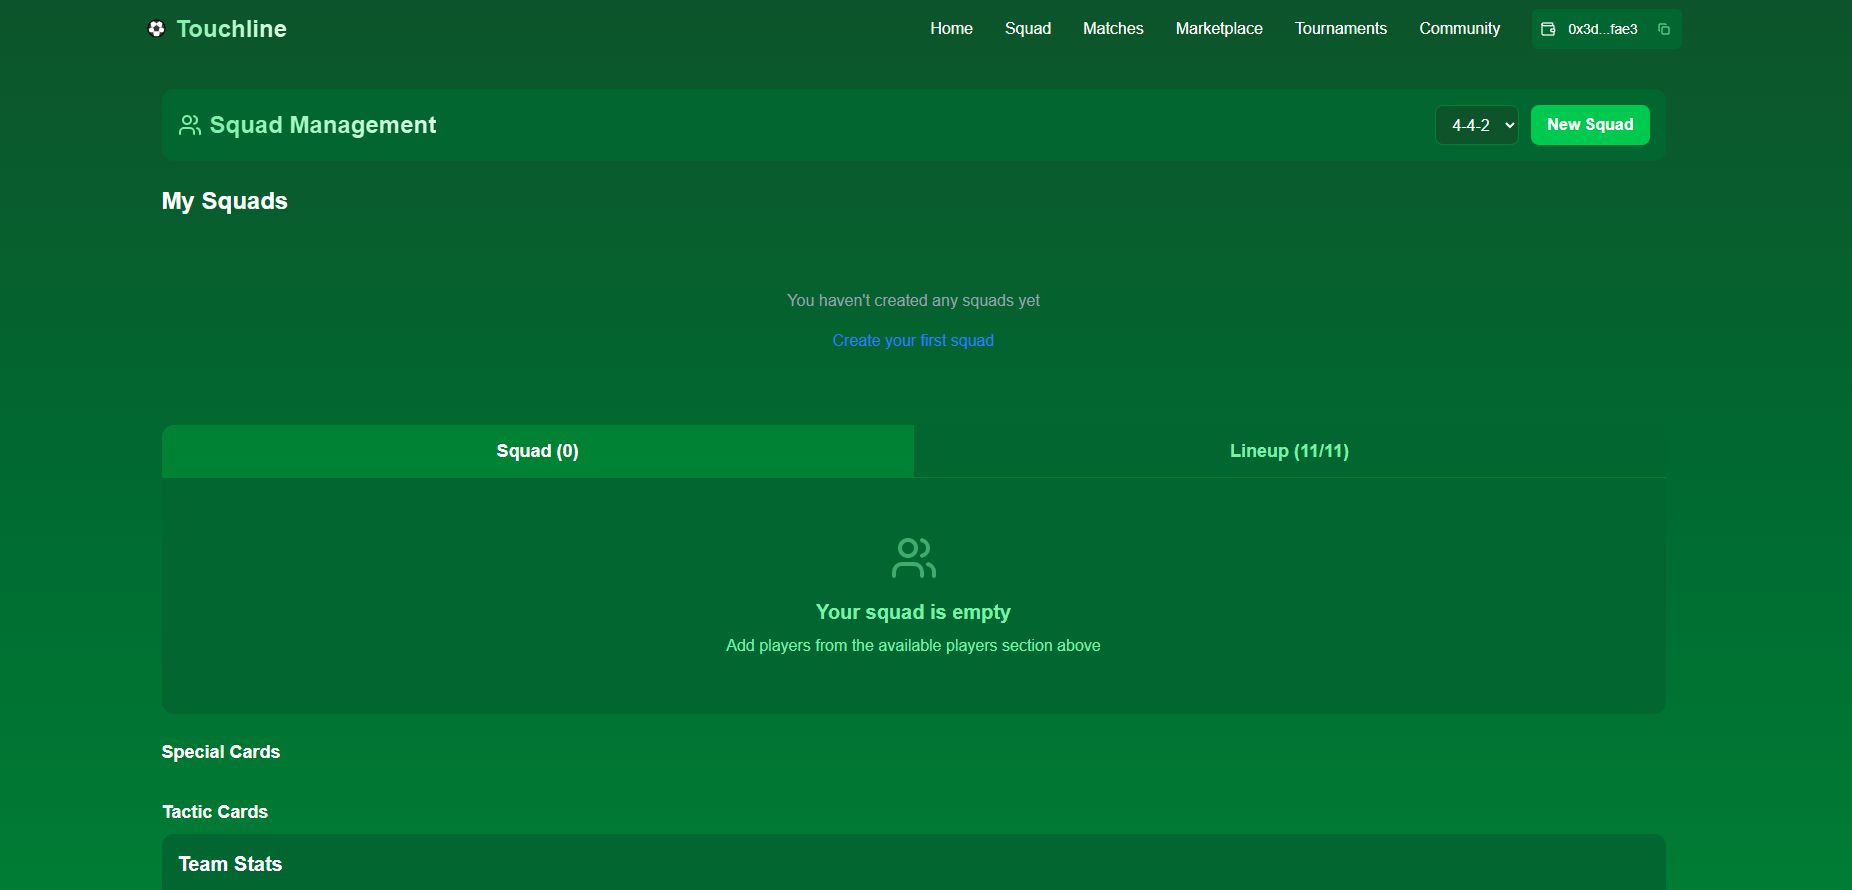 Touchline
Home Squad Matches Marketplace Tournaments Community 0x3d...fae3
Squad Management
4-4-2 New Squad
My Squads
You haven't created any squads yet
Create your first squad
Squad (0) Lineup (11/11)
Your squad is empty
Add players from the available players section above
Special Cards
Tactic Cards
Team Stats